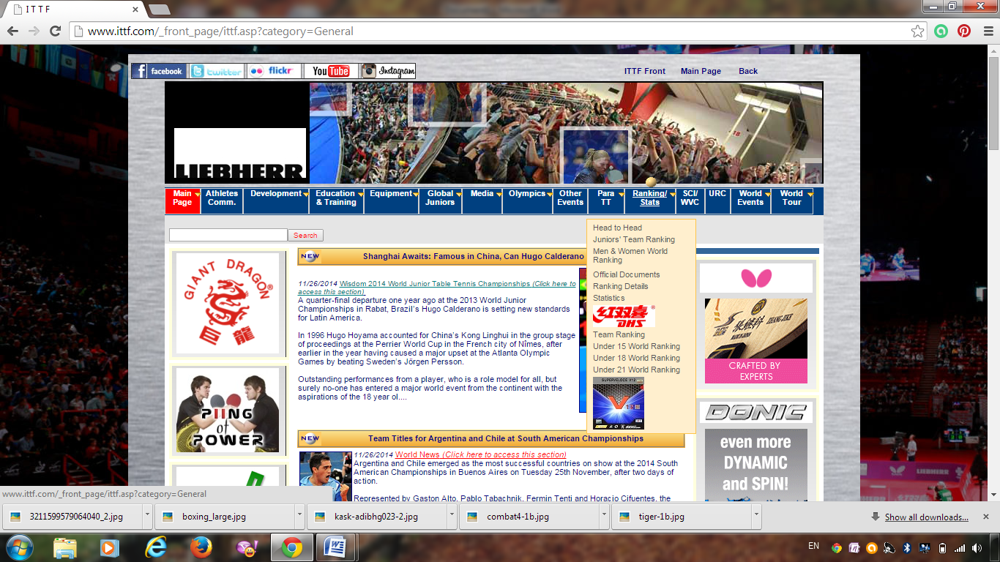 I T T F
www.ittf.com/_front_page/ittf.asp?category=General
facebook
twitter
flickr
YouTube
Instagram
ITTF Front
Main Page
Back
LIEBHERR
Main Page
Athletes Comm.
Development
Education & Training
Equipment
Global Juniors
Media
Olympics
Other Events
Para TT
Ranking/ Stats
SCI/ WVC
URC
World Events
World Tour
Search
Head to Head
Juniors' Team Ranking
Men & Women World
Ranking
Official Documents
Ranking Details
Statistics
红双喜®
DHS
Team Ranking
Under 15 World Ranking
Under 18 World Ranking
Under 21 World Ranking
SUPERVELOCE V12
GIANT DRAGON®
巨龍
PIING
of
POWER
NEW
Shanghai Awaits: Famous in China, Can Hugo Calderano
11/26/2014 Wisdom 2014 World Junior Table Tennis Championships (Click here to
access this section)
A quarter-final departure one year ago at the 2013 World Junior
Championships in Rabat, Brazil's Hugo Calderano is setting new standards
for Latin America.
In 1996 Hugo Hoyama accounted for China's Kong Linghui in the group stage
of proceedings at the Perrier World Cup in the French city of Nîmes, after
earlier in the year having caused a major upset at the Atlanta Olympic
Games by beating Sweden's Jörgen Persson.
Outstanding performances from a player, who is a role model for all, but
surely no-one has entered a major world event from the continent with the
aspirations of the 18 year ol....
NEW
Team Titles for Argentina and Chile at South American Championships
11/26/2014 World News (Click here to access this section)
Argentina and Chile emerged as the most successful countries on show at the 2014 South
American Championships in Buenos Aires on Tuesday 25th November, after two days of
action.
Represented by Gaston Alto, Pablo Tabachnik, Fermin Tenti and Horacio Cifuentes, the
ZHANG JIKE
CRAFTED BY
EXPERTS
DONIC
even more
DYNAMIC
and SPIN!
www.ittf.com/_front_page/ittf.asp?category=General
3211599579064040_2.jpg
boxing_large.jpg
kask-adibhg023-2.jpg
combat4-1b.jpg
tiger-1b.jpg
Show all downloads...
EN